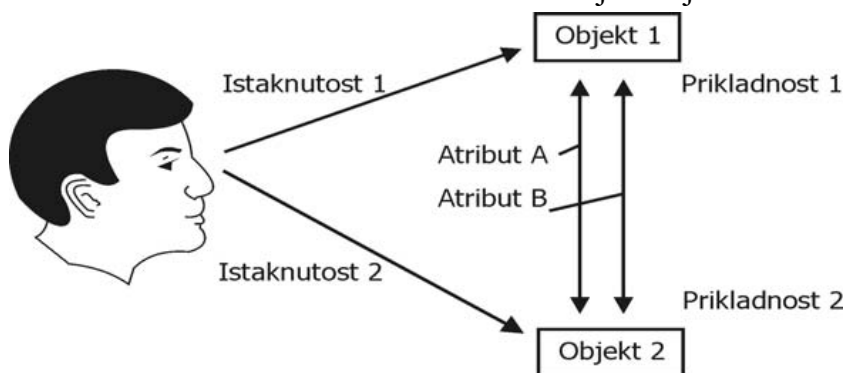 Objekt 1
Istaknutost 1
Prikladnost 1
Atribut A
Atribut B
Istaknutost 2
Prikladnost 2
Objekt 2